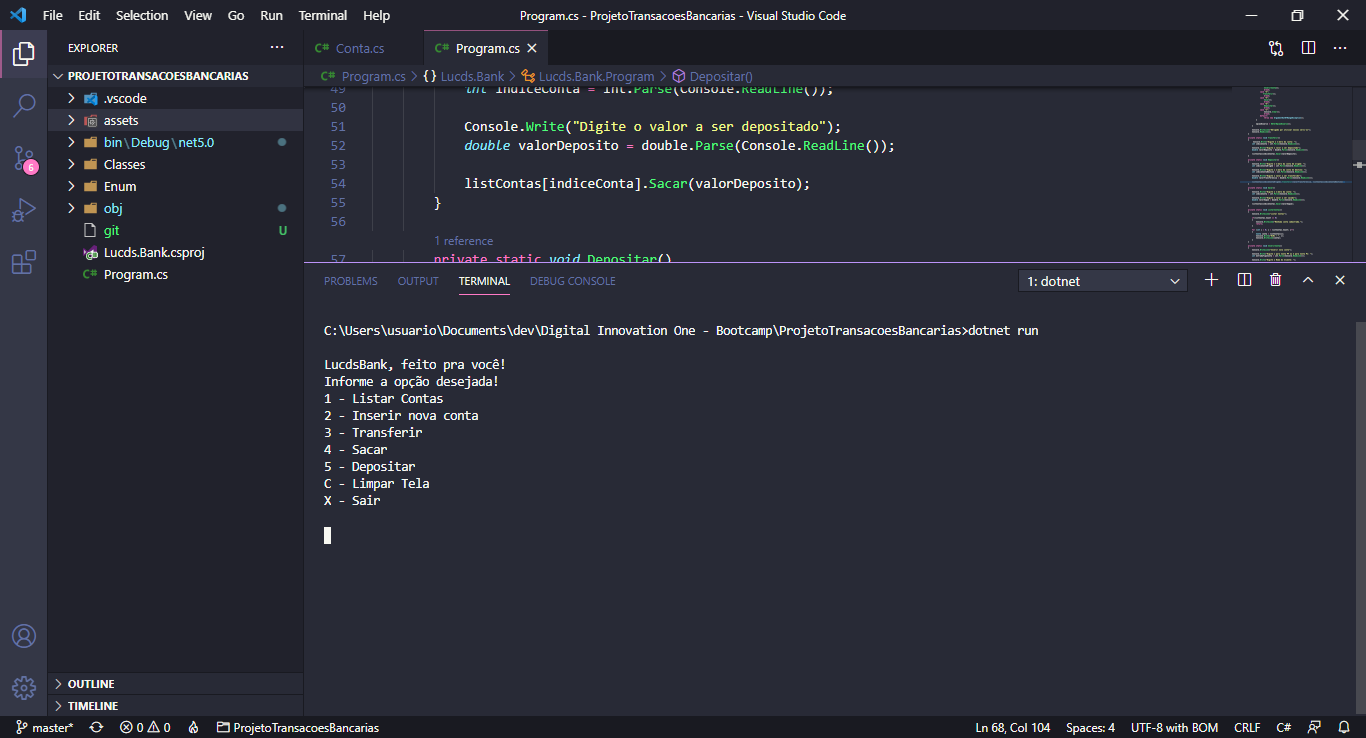 File Edit Selection View Go Run Terminal Help
Program.cs - ProjetoTransacoesBancarias - Visual Studio Code
EXPLORER
PROJETOTRANSACOESBANCARIAS
.vscode
assets
bin\Debug\net5.0
Classes
Enum
obj
git U
Lucds.Bank.csproj
C# Program.cs
OUTLINE
TIMELINE
6
C# Conta.cs C# Program.cs
C# Program.cs > {} Lucds.Bank > Lucds.Bank.Program > Depositar()
49 int indiceConta = int.Parse(Console.ReadLine());
50
51 Console.Write("Digite o valor a ser depositado");
52 double valorDeposito = double.Parse(Console.ReadLine());
53
54 listContas[indiceConta].Sacar(valorDeposito);
55 }
56
1 reference
57 private static void Depositar()
PROBLEMS OUTPUT TERMINAL DEBUG CONSOLE
1: dotnet
C:\Users\usuario\Documents\dev\Digital Innovation One - Bootcamp\ProjetoTransacoesBancarias>dotnet run
LucdsBank, feito pra você!
Informe a opção desejada!
1 - Listar Contas
2 - Inserir nova conta
3 - Transferir
4 - Sacar
5 - Depositar
C - Limpar Tela
X - Sair
master* 0 0 ProjetoTransacoesBancarias
Ln 68, Col 104 Spaces: 4 UTF-8 with BOM CRLF C#